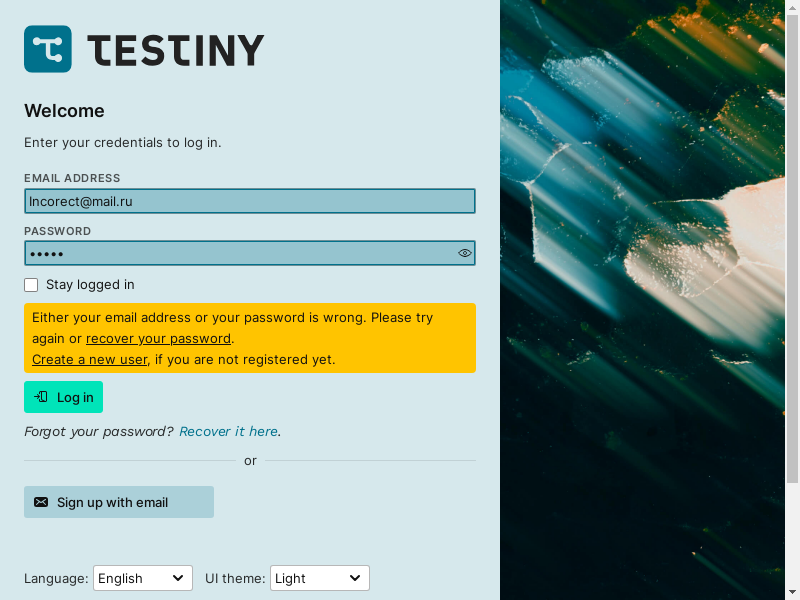 TESTINY
Welcome
Enter your credentials to log in.
EMAIL ADDRESS
Incorect@mail.ru
PASSWORD
•••••
Stay logged in
Either your email address or your password is wrong. Please try
again or recover your password.
Create a new user, if you are not registered yet.
Log in
Forgot your password? Recover it here.
or
Sign up with email
Language: English UI theme: Light